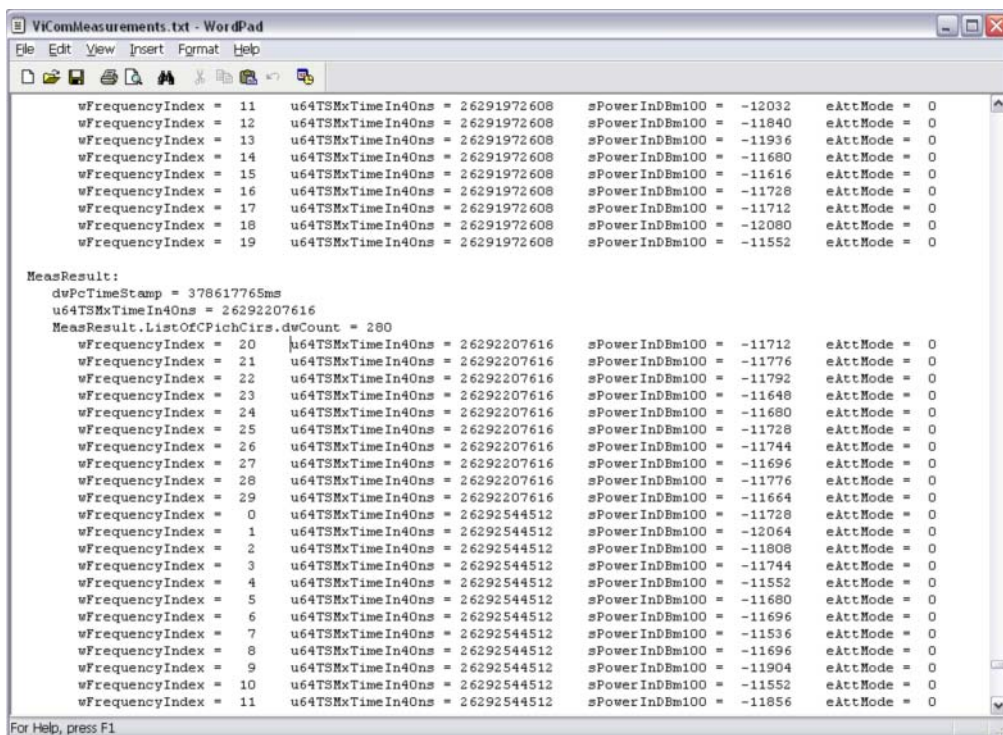 ViComMeasurements.txt - WordPad
File Edit View Insert Format Help
wFrequencyIndex = 11 u64TSMxTimeIn40ns = 26291972608 sPowerInDBm100 = -12032 eAttMode = 0
wFrequencyIndex = 12 u64TSMxTimeIn40ns = 26291972608 sPowerInDBm100 = -11840 eAttMode = 0
wFrequencyIndex = 13 u64TSMxTimeIn40ns = 26291972608 sPowerInDBm100 = -11936 eAttMode = 0
wFrequencyIndex = 14 u64TSMxTimeIn40ns = 26291972608 sPowerInDBm100 = -11680 eAttMode = 0
wFrequencyIndex = 15 u64TSMxTimeIn40ns = 26291972608 sPowerInDBm100 = -11616 eAttMode = 0
wFrequencyIndex = 16 u64TSMxTimeIn40ns = 26291972608 sPowerInDBm100 = -11728 eAttMode = 0
wFrequencyIndex = 17 u64TSMxTimeIn40ns = 26291972608 sPowerInDBm100 = -11712 eAttMode = 0
wFrequencyIndex = 18 u64TSMxTimeIn40ns = 26291972608 sPowerInDBm100 = -12080 eAttMode = 0
wFrequencyIndex = 19 u64TSMxTimeIn40ns = 26291972608 sPowerInDBm100 = -11552 eAttMode = 0
MeasResult:
dwPcTimeStamp = 378617765ms
u64TSMxTimeIn40ns = 26292207616
MeasResult.ListOfCPichCirs.dwCount = 280
wFrequencyIndex = 20 u64TSMxTimeIn40ns = 26292207616 sPowerInDBm100 = -11712 eAttMode = 0
wFrequencyIndex = 21 u64TSMxTimeIn40ns = 26292207616 sPowerInDBm100 = -11776 eAttMode = 0
wFrequencyIndex = 22 u64TSMxTimeIn40ns = 26292207616 sPowerInDBm100 = -11792 eAttMode = 0
wFrequencyIndex = 23 u64TSMxTimeIn40ns = 26292207616 sPowerInDBm100 = -11648 eAttMode = 0
wFrequencyIndex = 24 u64TSMxTimeIn40ns = 26292207616 sPowerInDBm100 = -11680 eAttMode = 0
wFrequencyIndex = 25 u64TSMxTimeIn40ns = 26292207616 sPowerInDBm100 = -11728 eAttMode = 0
wFrequencyIndex = 26 u64TSMxTimeIn40ns = 26292207616 sPowerInDBm100 = -11744 eAttMode = 0
wFrequencyIndex = 27 u64TSMxTimeIn40ns = 26292207616 sPowerInDBm100 = -11696 eAttMode = 0
wFrequencyIndex = 28 u64TSMxTimeIn40ns = 26292207616 sPowerInDBm100 = -11776 eAttMode = 0
wFrequencyIndex = 29 u64TSMxTimeIn40ns = 26292207616 sPowerInDBm100 = -11664 eAttMode = 0
wFrequencyIndex = 0 u64TSMxTimeIn40ns = 26292544512 sPowerInDBm100 = -11728 eAttMode = 0
wFrequencyIndex = 1 u64TSMxTimeIn40ns = 26292544512 sPowerInDBm100 = -12064 eAttMode = 0
wFrequencyIndex = 2 u64TSMxTimeIn40ns = 26292544512 sPowerInDBm100 = -11808 eAttMode = 0
wFrequencyIndex = 3 u64TSMxTimeIn40ns = 26292544512 sPowerInDBm100 = -11744 eAttMode = 0
wFrequencyIndex = 4 u64TSMxTimeIn40ns = 26292544512 sPowerInDBm100 = -11552 eAttMode = 0
wFrequencyIndex = 5 u64TSMxTimeIn40ns = 26292544512 sPowerInDBm100 = -11680 eAttMode = 0
wFrequencyIndex = 6 u64TSMxTimeIn40ns = 26292544512 sPowerInDBm100 = -11696 eAttMode = 0
wFrequencyIndex = 7 u64TSMxTimeIn40ns = 26292544512 sPowerInDBm100 = -11536 eAttMode = 0
wFrequencyIndex = 8 u64TSMxTimeIn40ns = 26292544512 sPowerInDBm100 = -11696 eAttMode = 0
wFrequencyIndex = 9 u64TSMxTimeIn40ns = 26292544512 sPowerInDBm100 = -11904 eAttMode = 0
wFrequencyIndex = 10 u64TSMxTimeIn40ns = 26292544512 sPowerInDBm100 = -11552 eAttMode = 0
wFrequencyIndex = 11 u64TSMxTimeIn40ns = 26292544512 sPowerInDBm100 = -11856 eAttMode = 0
For Help, press F1